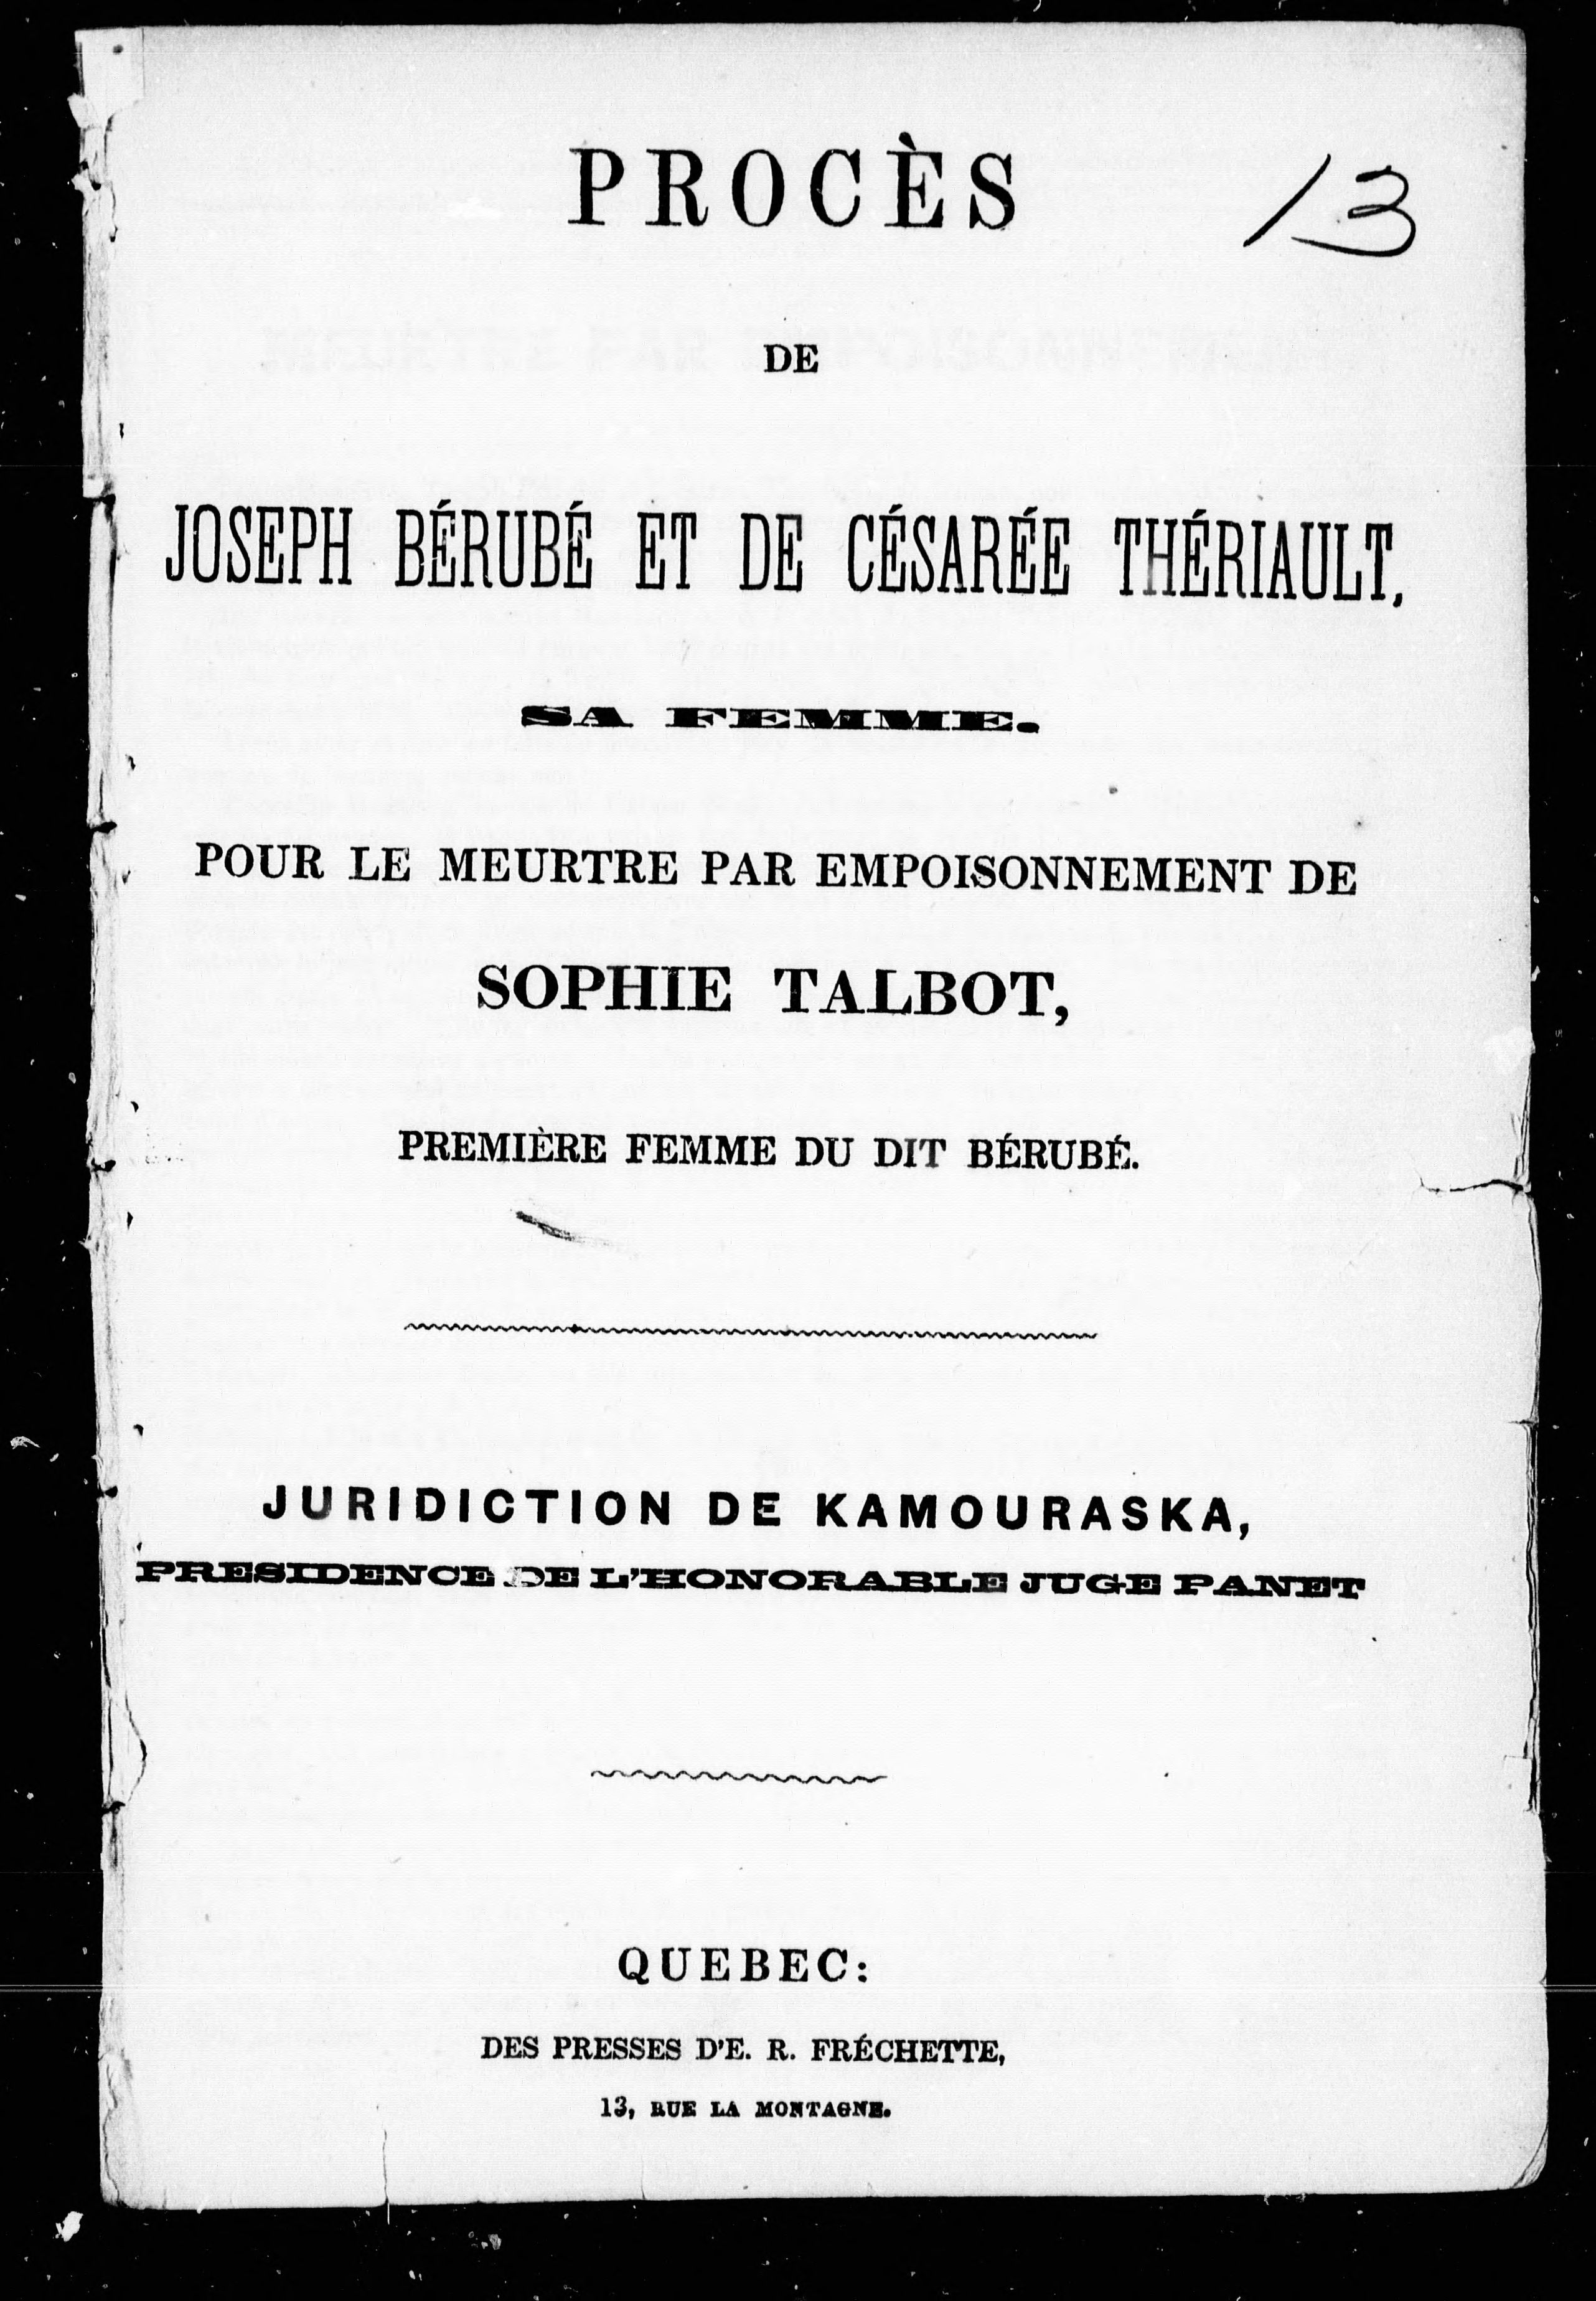 PROCÈS
13
DE
JOSEPH BÉRUBÉ ET DE CÉSARÉE THÉRIAULT,
SA FEMME.
POUR LE MEURTRE PAR EMPOISONNEMENT DE
SOPHIE TALBOT,
PREMIÈRE FEMME DU DIT BÉRUBÉ.
JURIDICTION DE KAMOURASKA,
PRESIDENCE DE L'HONORABLE JUGE PANET
QUEBEC:
DES PRESSES D'E. R. FRÉCHETTE,
13, RUE LA MONTAGNE.